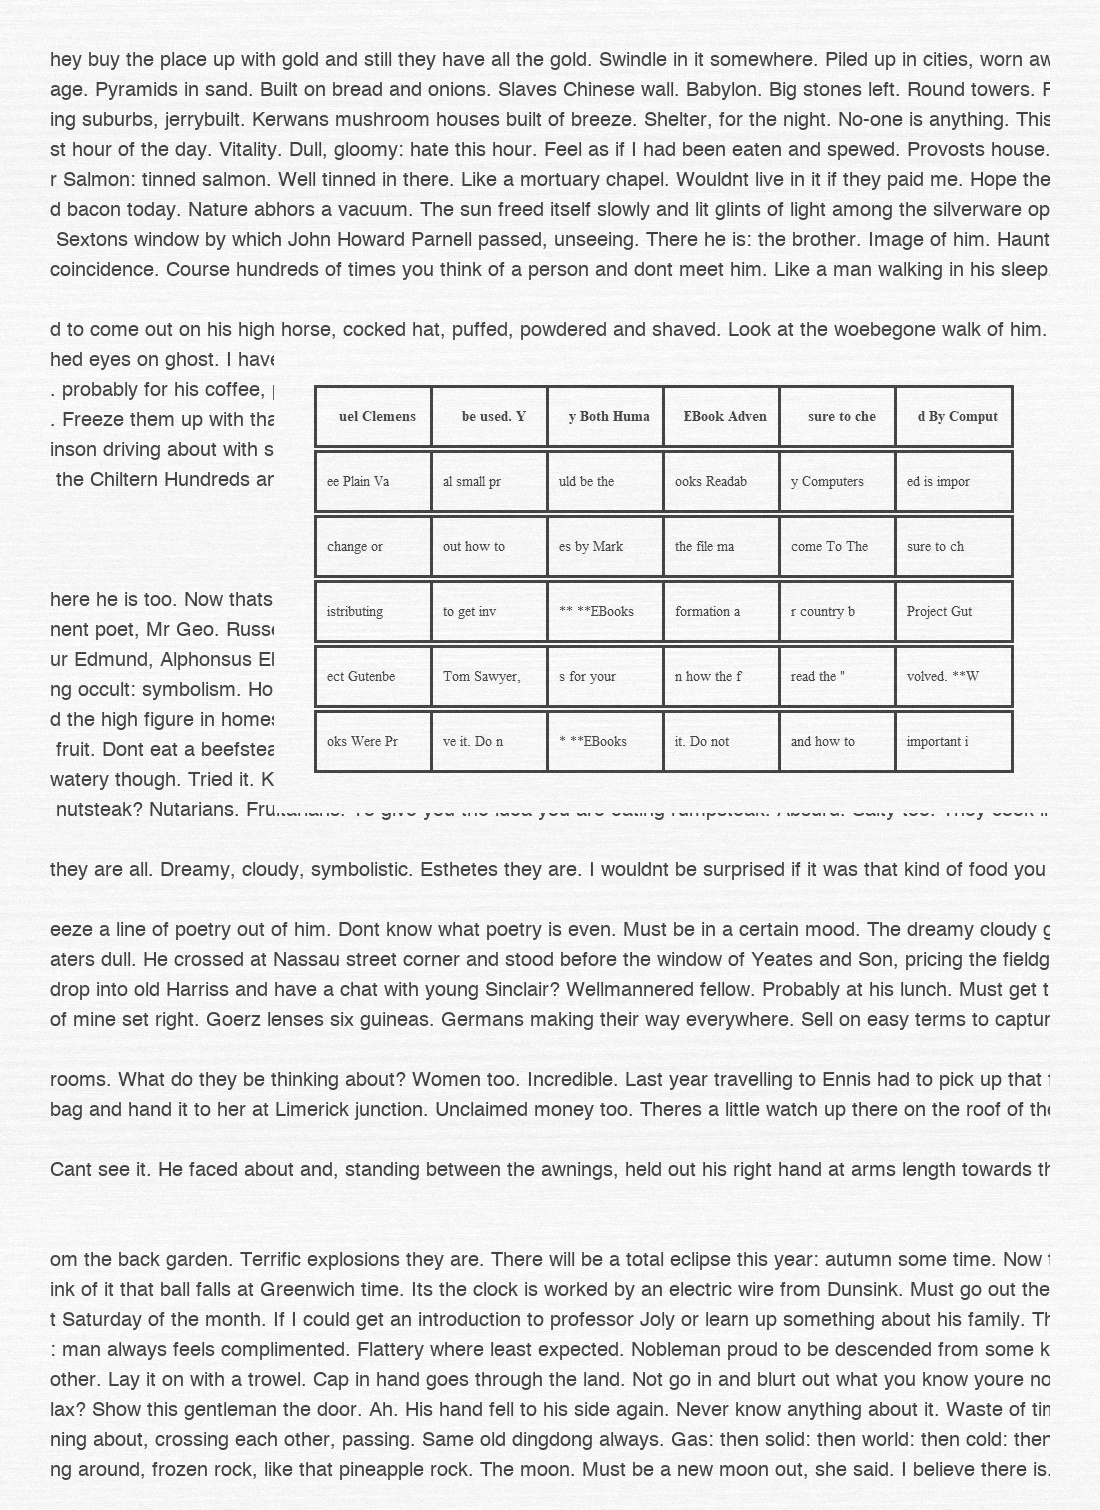 hey buy the place up with gold and still they have all the gold. Swindle in it somewhere. Piled up in cities, worn aw
age. Pyramids in sand. Built on bread and onions. Slaves Chinese wall. Babylon. Big stones left. Round towers.
ing suburbs, jerrybuilt. Kerwans mushroom houses built of breeze. Shelter, for the night. No-one is anything. This
st hour of the day. Vitality. Dull, gloomy: hate this hour. Feel as if I had been eaten and spewed. Provosts house.
r Salmon: tinned salmon. Well tinned in there. Like a mortuary chapel. Wouldnt live in it if they paid me. Hope the
d bacon today. Nature abhors a vacuum. The sun freed itself slowly and lit glints of light among the silverware op
Sextons window by which John Howard Parnell passed, unseeing. There he is: the brother. Image of him. Haunt
coincidence. Course hundreds of times you think of a person and dont meet him. Like a man walking in his sleep.
d to come out on his high horse, cocked hat, puffed, powdered and shaved. Look at the woebegone walk of him.
hed eyes on ghost. I have
. probably for his coffee,
. Freeze them up with tha
inson driving about with s
the Chiltern Hundreds an
here he is too. Now thats
nent poet, Mr Geo. Russe
ur Edmund, Alphonsus El
ng occult: symbolism. Ho
d the high figure in homes
fruit. Dont eat a beefstea
watery though. Tried it. K
uel Clemens be used. Y y Both Huma EBook Adven sure to che d By Comput
ee Plain Va al small pr uld be the ooks Readab y Computers ed is impor
change or out how to es by Mark the file ma come To The sure to ch
istributing to get inv ** **EBooks formation a r country b Project Gut
ect Gutenbe Tom Sawyer, s for your n how the f read the " volved. **W
oks Were Pr ve it. Do n * **EBooks it. Do not and how to important i
nutsteak? Nutarians. Fruitarians. To give you the idea you are eating rumpsteak. Absurd. Salty too. They cook i
they are all. Dreamy, cloudy, symbolistic. Esthetes they are. I wouldnt be surprised if it was that kind of food you
eeze a line of poetry out of him. Dont know what poetry is even. Must be in a certain mood. The dreamy cloudy g
aters dull. He crossed at Nassau street corner and stood before the window of Yeates and Son, pricing the fieldg
drop into old Harriss and have a chat with young Sinclair? Wellmannered fellow. Probably at his lunch. Must get t
of mine set right. Goerz lenses six guineas. Germans making their way everywhere. Sell on easy terms to captur
rooms. What do they be thinking about? Women too. Incredible. Last year travelling to Ennis had to pick up that
bag and hand it to her at Limerick junction. Unclaimed money too. Theres a little watch up there on the roof of the
Cant see it. He faced about and, standing between the awnings, held out his right hand at arms length towards th
om the back garden. Terrific explosions they are. There will be a total eclipse this year: autumn some time. Now
ink of it that ball falls at Greenwich time. Its the clock is worked by an electric wire from Dunsink. Must go out the
t Saturday of the month. If I could get an introduction to professor Joly or learn up something about his family. Th
: man always feels complimented. Flattery where least expected. Nobleman proud to be descended from some k
other. Lay it on with a trowel. Cap in hand goes through the land. Not go in and blurt out what you know youre no
lax? Show this gentleman the door. Ah. His hand fell to his side again. Never know anything about it. Waste of tim
ning about, crossing each other, passing. Same old dingdong always. Gas: then solid: then world: then cold: then
ng around, frozen rock, like that pineapple rock. The moon. Must be a new moon out, she said. I believe there is.